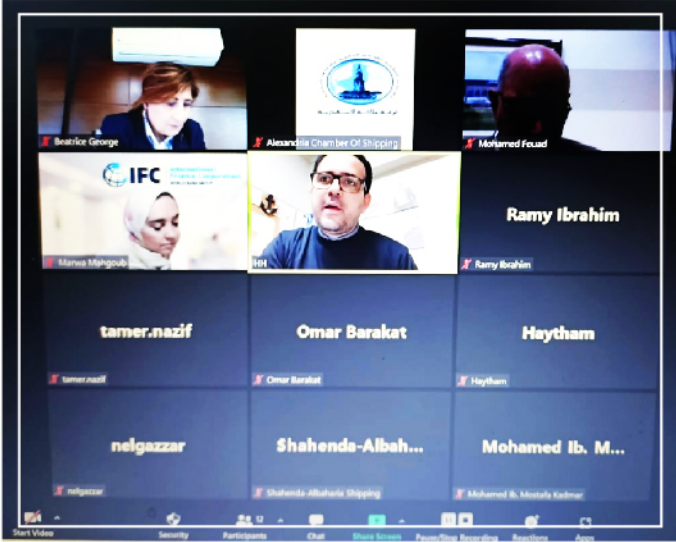 Beatrice George
Alexandria Chamber Of Shipping
Mohamed Feuad
IFC
Marwa Mahgoub
HH
Ramy Ibrahim
Ramy Ibrahim
tamer.nazif
Omar Barakat
Haytham
tamer.nazif
Omar Barakat
Haytham
nelgazzar
Shahenda-Albah...
Mohamed Ib. M...
nelgazzar
Shahenda-Albaharia Shipping
Mohamed Ib. Mostafa Kadmar
12
Start Video
Security
Participants
Chat
Share Screen
Pause/Stop Recording
Reactions
Apps